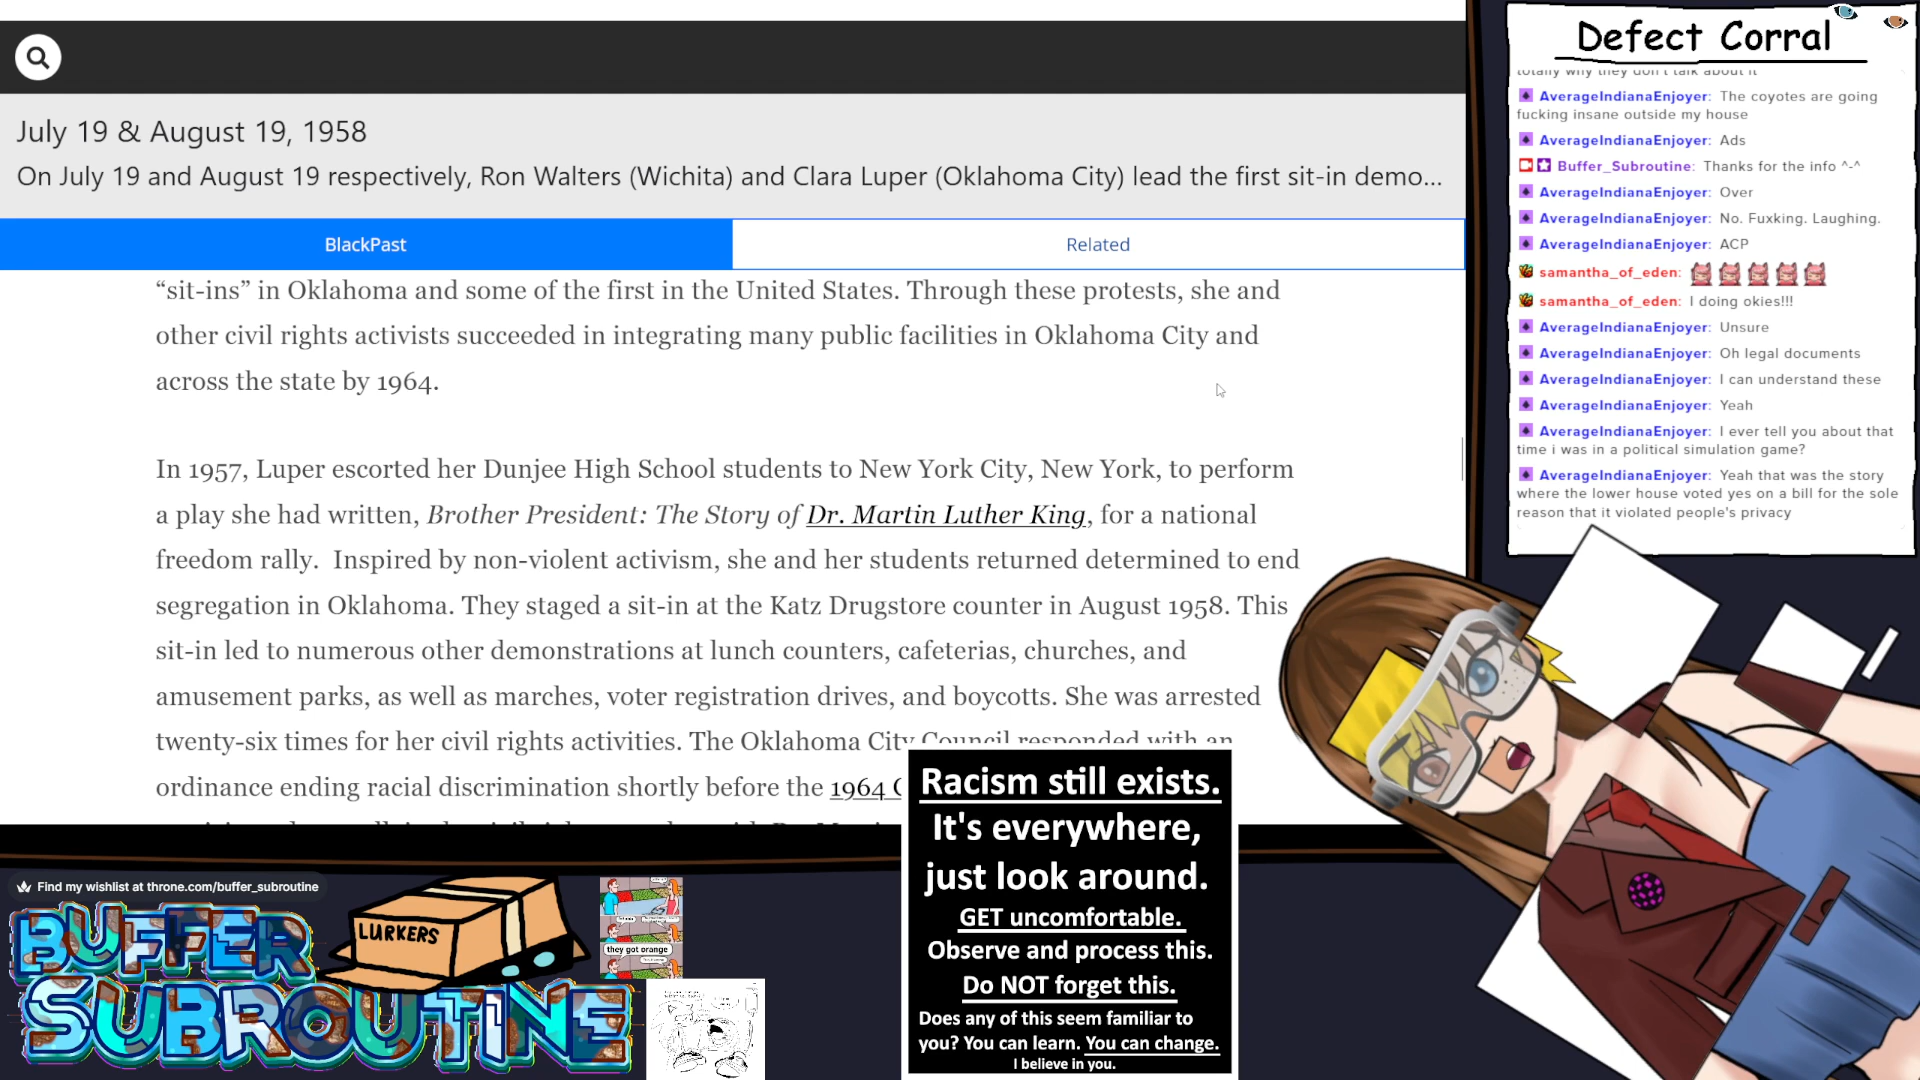 July 19 & August 19, 1958
On July 19 and August 19 respectively, Ron Walters (Wichita) and Clara Luper (Oklahoma City) lead the first sit-in demo...
BlackPast
Related
“sit-ins” in Oklahoma and some of the first in the United States. Through these protests, she and
other civil rights activists succeeded in integrating many public facilities in Oklahoma City and
across the state by 1964.
In 1957, Luper escorted her Dunjee High School students to New York City, New York, to perform
a play she had written, Brother President: The Story of Dr. Martin Luther King, for a national
freedom rally.  Inspired by non-violent activism, she and her students returned determined to end
segregation in Oklahoma. They staged a sit-in at the Katz Drugstore counter in August 1958. This
sit-in led to numerous other demonstrations at lunch counters, cafeterias, churches, and
amusement parks, as well as marches, voter registration drives, and boycotts. She was arrested
twenty-six times for her civil rights activities. The Oklahoma City Council responded with an
ordinance ending racial discrimination shortly before the 1964
Defect Corral
totally why they don't talk about it
AverageIndianaEnjoyer: The coyotes are going
fucking insane outside my house
AverageIndianaEnjoyer: Ads
Buffer_Subroutine: Thanks for the info ^-^
AverageIndianaEnjoyer: Over
AverageIndianaEnjoyer: No. Fuxking. Laughing.
AverageIndianaEnjoyer: ACP
samantha_of_eden:
samantha_of_eden: I doing okies!!!
AverageIndianaEnjoyer: Unsure
AverageIndianaEnjoyer: Oh legal documents
AverageIndianaEnjoyer: I can understand these
AverageIndianaEnjoyer: Yeah
AverageIndianaEnjoyer: I ever tell you about that
time i was in a political simulation game?
AverageIndianaEnjoyer: Yeah that was the story
where the lower house voted yes on a bill for the sole
reason that it violated people's privacy
Racism still exists.
It's everywhere,
just look around.
GET uncomfortable.
Observe and process this.
Do NOT forget this.
Does any of this seem familiar to
you? You can learn. You can change.
I believe in you.
Find my wishlist at throne.com/buffer_subroutine
BUFFER
SUBROUTINE
LURKERS
they got orange